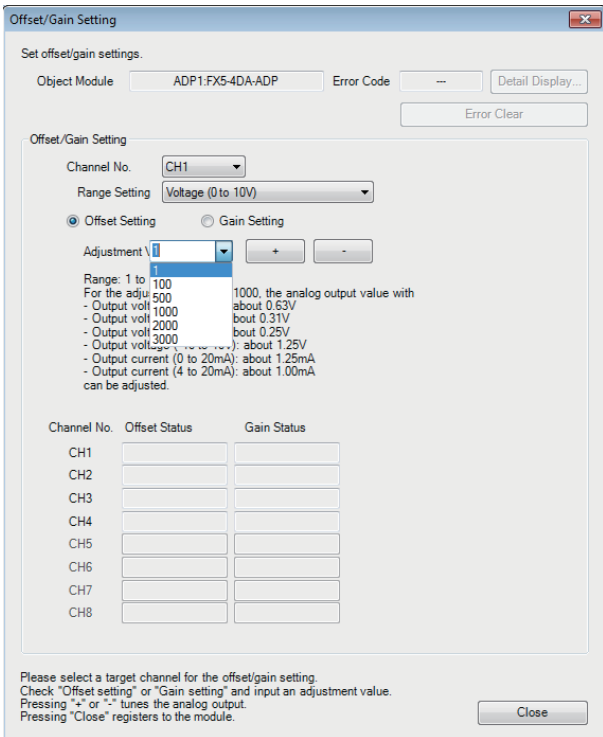 Offset/Gain Setting
Set offset/gain settings.
Object Module ADP1:FX5-4DA-ADP Error Code --- Detail Display...
Error Clear
Offset/Gain Setting
Channel No. CH1
Range Setting Voltage (0 to 10V)
Offset Setting Gain Setting
Adjustment 1 + -
1
100
500
1000
2000
3000
Range: 1 to
For the 1000, the analog output value with
- Output about 0.63V
- Output about 0.31V
- Output about 0.25V
- Output about 1.25V
- Output current (0 to 20mA): about 1.25mA
- Output current (4 to 20mA): about 1.00mA
can be adjusted.
Channel No. Offset Status Gain Status
CH1
CH2
CH3
CH4
CH5
CH6
CH7
CH8
Please select a target channel for the offset/gain setting.
Check "Offset setting" or "Gain setting" and input an adjustment value.
Pressing "+" or "-" tunes the analog output.
Pressing "Close" registers to the module.
Close